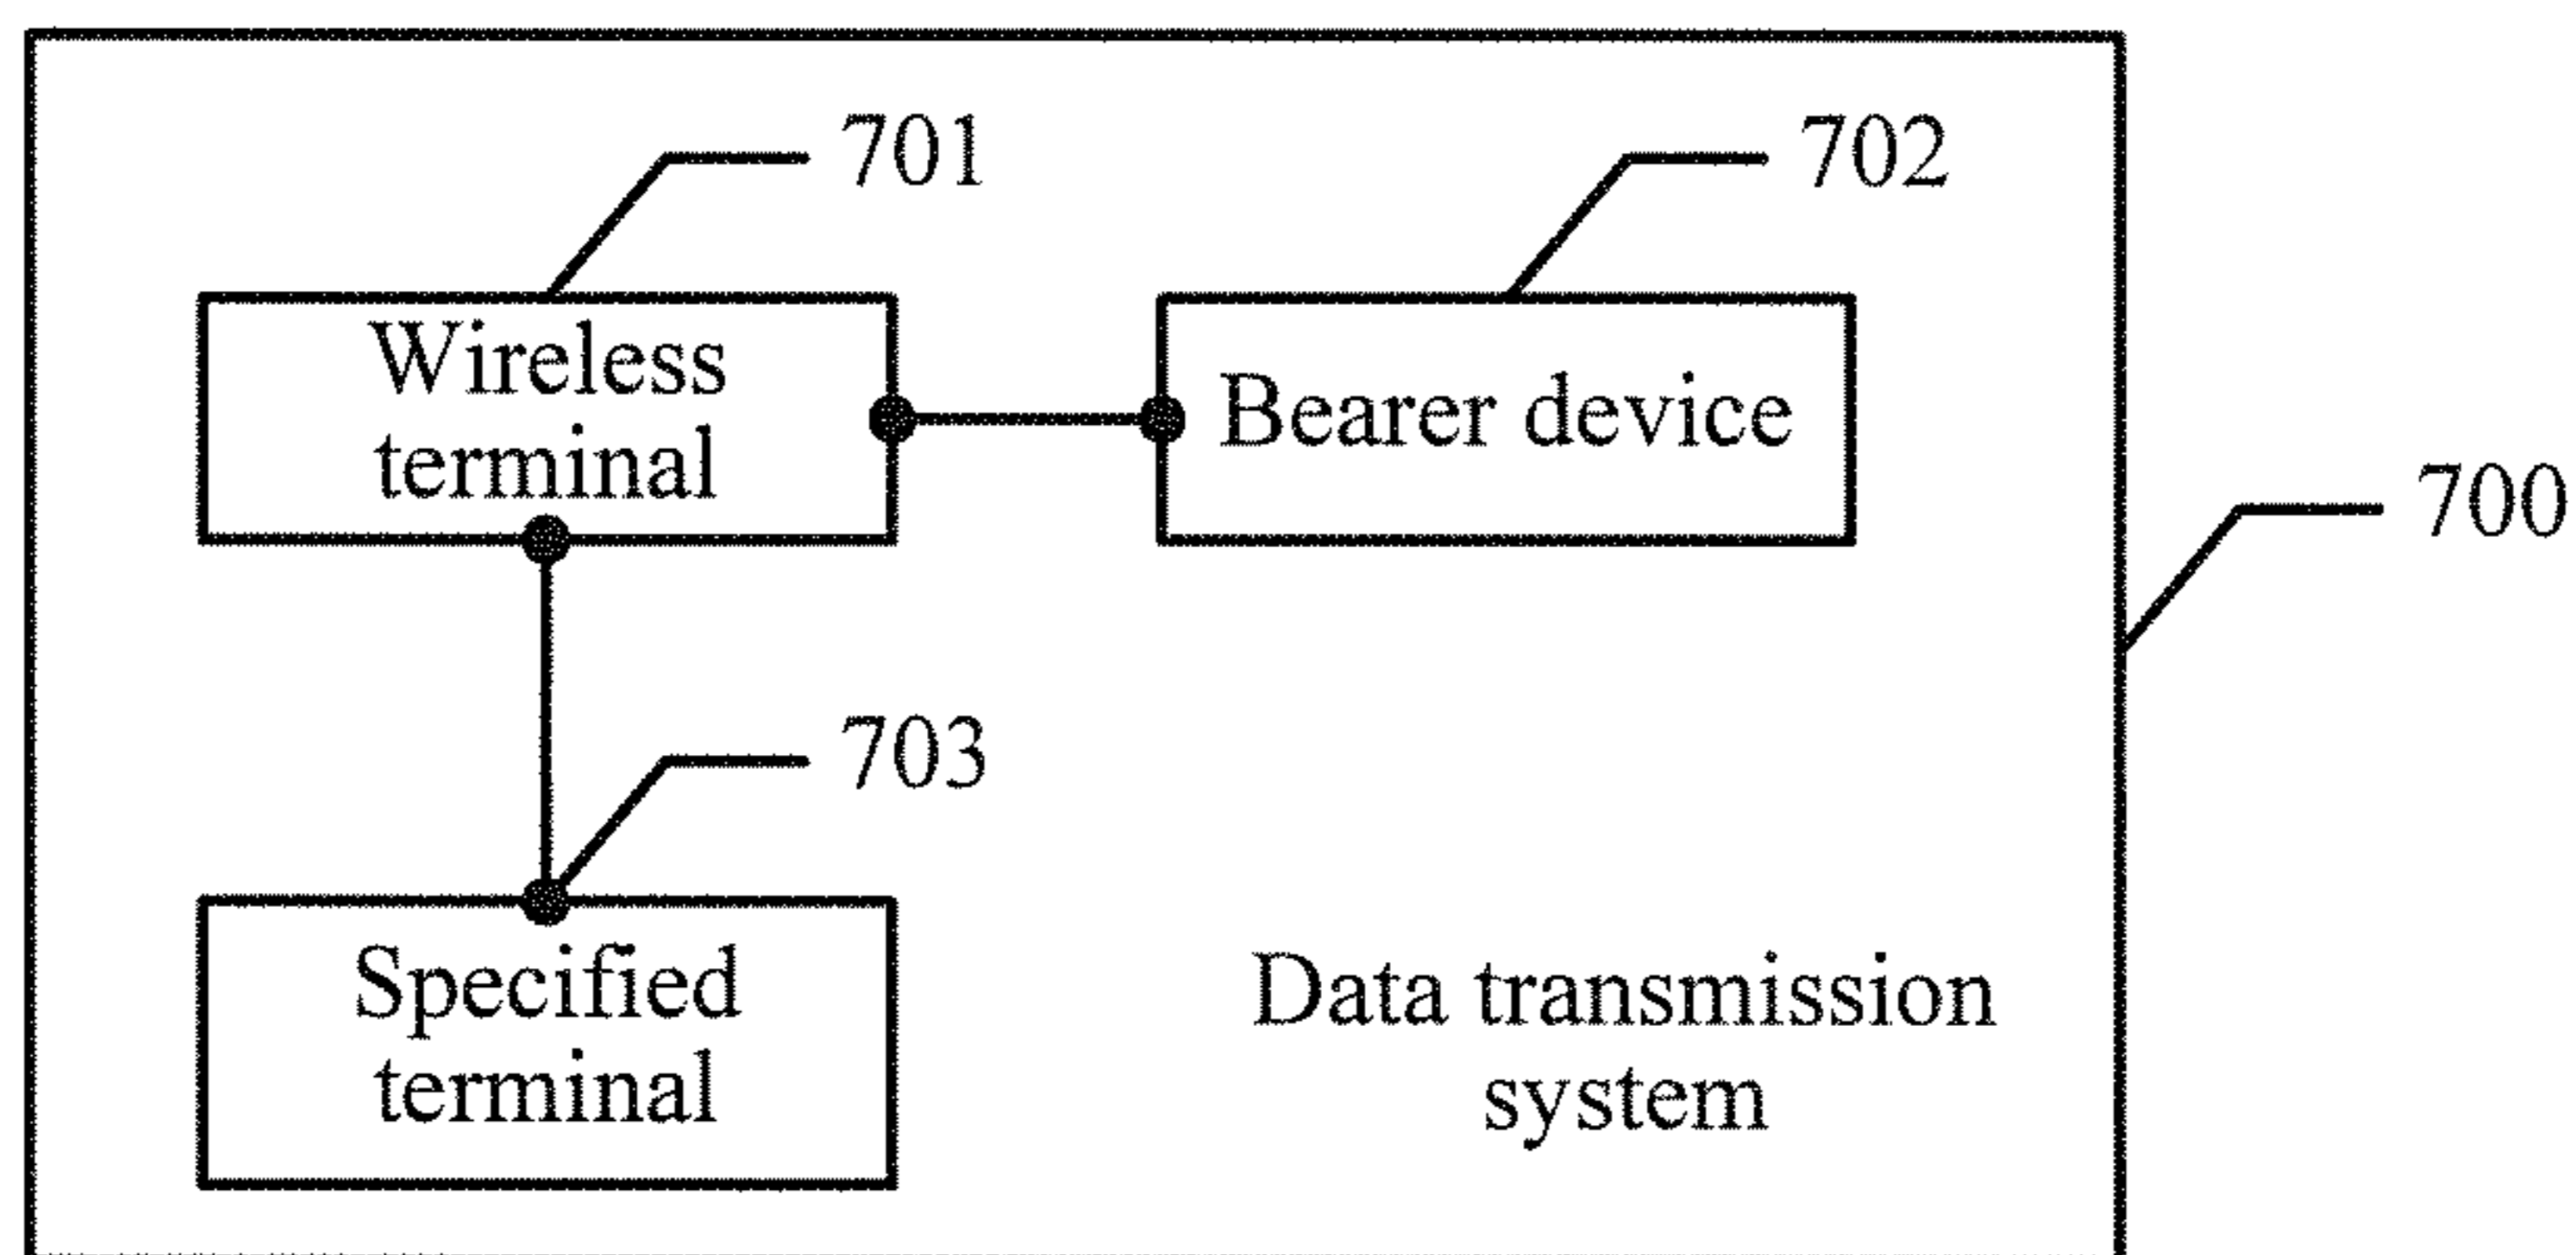 701
702
Wireless
terminal
Bearer device
700
703
Specified
terminal
Data transmission
system